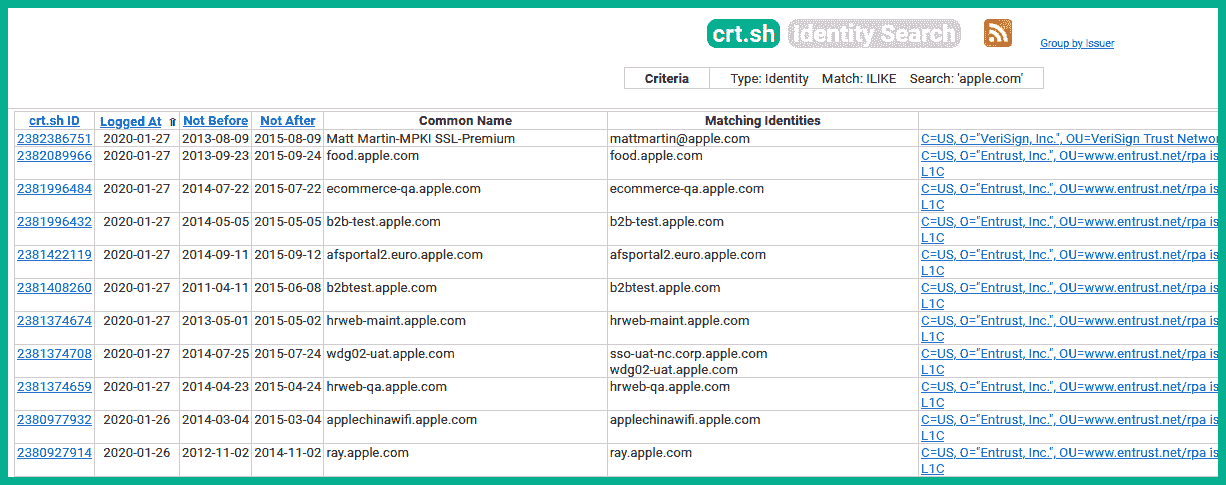 crt.sh Identity Search Group by Issuer
Criteria Type: Identity Match: ILIKE Search: 'apple.com'
crt.sh ID Logged At ⇧ Not Before Not After Common Name Matching Identities
2382386751 2020-01-27 2013-08-09 2015-08-09 Matt Martin-MPKI SSL-Premium mattmartin@apple.com C=US, O="VeriSign, Inc.", OU=VeriSign Trust Networ
2382089966 2020-01-27 2013-09-23 2015-09-24 food.apple.com food.apple.com C=US, O="Entrust, Inc.", OU=www.entrust.net/rpa is
L1C
2381996484 2020-01-27 2014-07-22 2015-07-22 ecommerce-qa.apple.com ecommerce-qa.apple.com C=US, O="Entrust, Inc.", OU=www.entrust.net/rpa is
L1C
2381996432 2020-01-27 2014-05-05 2015-05-05 b2b-test.apple.com b2b-test.apple.com C=US, O="Entrust, Inc.", OU=www.entrust.net/rpa is
L1C
2381422119 2020-01-27 2014-09-11 2015-09-12 afsportal2.euro.apple.com afsportal2.euro.apple.com C=US, O="Entrust, Inc.", OU=www.entrust.net/rpa is
L1C
2381408260 2020-01-27 2011-04-11 2015-06-08 b2btest.apple.com b2btest.apple.com C=US, O="Entrust, Inc.", OU=www.entrust.net/rpa is
L1C
2381374674 2020-01-27 2013-05-01 2015-05-02 hrweb-maint.apple.com hrweb-maint.apple.com C=US, O="Entrust, Inc.", OU=www.entrust.net/rpa is
L1C
2381374708 2020-01-27 2014-07-25 2015-07-24 wdg02-uat.apple.com sso-uat-nc.corp.apple.com C=US, O="Entrust, Inc.", OU=www.entrust.net/rpa is
wdg02-uat.apple.com L1C
2381374659 2020-01-27 2014-04-23 2015-04-24 hrweb-qa.apple.com hrweb-qa.apple.com C=US, O="Entrust, Inc.", OU=www.entrust.net/rpa is
L1C
2380977932 2020-01-26 2014-03-04 2015-03-04 applechinawifi.apple.com applechinawifi.apple.com C=US, O="Entrust, Inc.", OU=www.entrust.net/rpa is
L1C
2380927914 2020-01-26 2012-11-02 2014-11-02 ray.apple.com ray.apple.com C=US, O="Entrust, Inc.", OU=www.entrust.net/rpa is
L1C